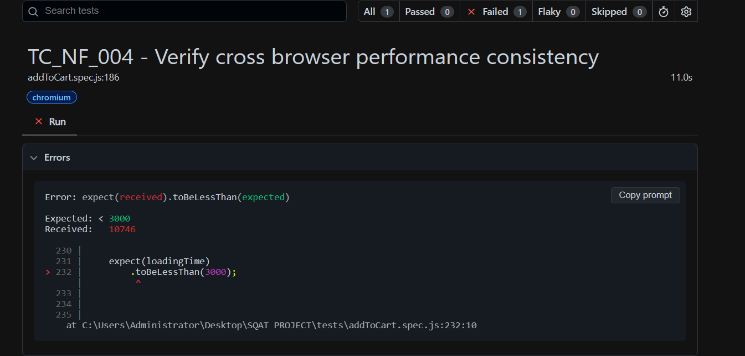 Search tests
All 1 Passed 0 Failed 1 Flaky 0 Skipped 0
TC_NF_004 - Verify cross browser performance consistency
addToCart.spec.js:186 11.0s
chromium
Run
Errors
Copy prompt
Error: expect(received).toBeLessThan(expected)
Expected: < 3000
Received: 10746
230 |
231 | expect(loadingTime)
> 232 | .toBeLessThan(3000);
| ^
233 |
234 |
235 |
at C:\Users\Administrator\Desktop\SQAT PROJECT\tests\addToCart.spec.js:232:10